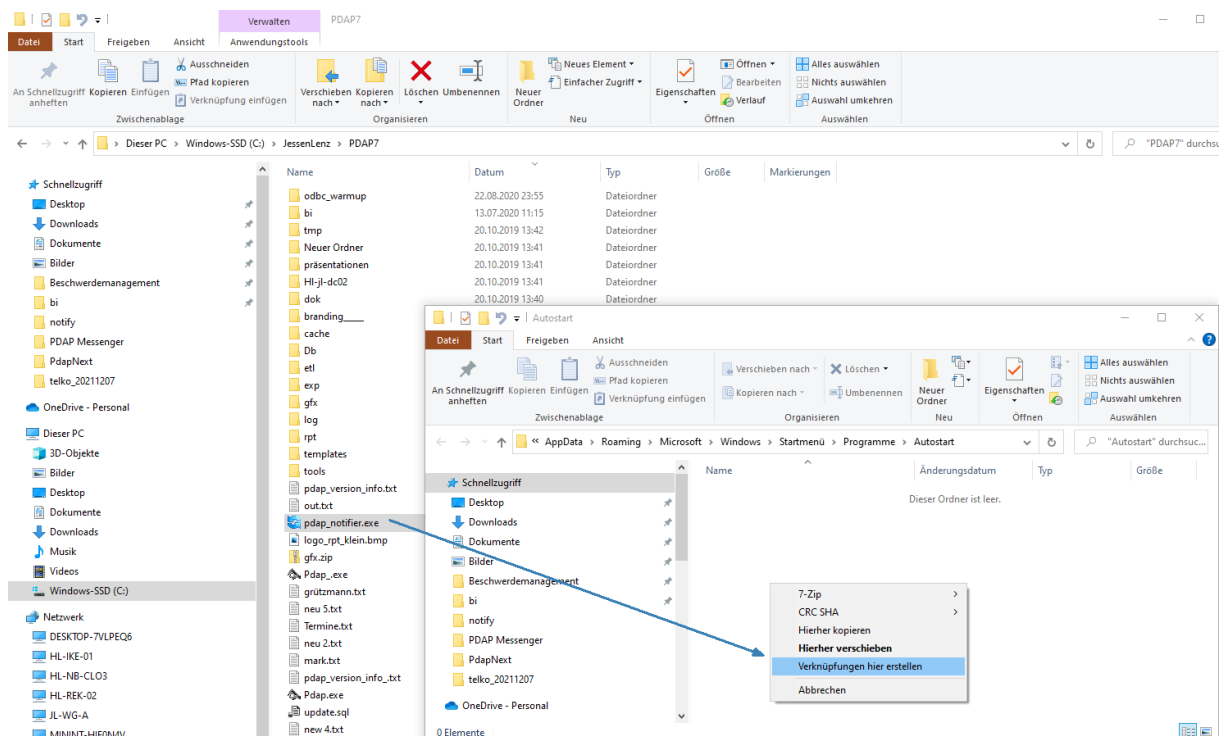 Verwalten PDAP7
Datei Start Freigeben Ansicht Anwendungstools
An Schnellzugriff anheften
Kopieren
Einfügen
Ausschneiden
Pfad kopieren
Verknüpfung einfügen
Zwischenablage
Verschieben nach
Kopieren nach
Löschen
Umbenennen
Organisieren
Neuer Ordner
Neues Element
Einfacher Zugriff
Neu
Eigenschaften
Öffnen
Bearbeiten
Verlauf
Öffnen
Alles auswählen
Nichts auswählen
Auswahl umkehren
Auswählen
Dieser PC > Windows-SSD (C:) > JessenLenz > PDAP7
"PDAP7" durchsu
Schnellzugriff
Desktop
Downloads
Dokumente
Bilder
Beschwerdemanagement
bi
notify
PDAP Messenger
PdapNext
telko_20211207
OneDrive - Personal
Dieser PC
3D-Objekte
Bilder
Desktop
Dokumente
Downloads
Musik
Videos
Windows-SSD (C:)
Netzwerk
DESKTOP-7VLPEQ6
HL-IKE-01
HL-NB-CLO3
HL-REK-02
JL-WG-A
MININT-HIF0N4V
Name Datum Typ Größe Markierungen
odbc_warmup 22.08.2020 23:55 Dateiordner
bi 13.07.2020 11:15 Dateiordner
tmp 20.10.2019 13:42 Dateiordner
Neuer Ordner 20.10.2019 13:41 Dateiordner
präsentationen 20.10.2019 13:41 Dateiordner
Hl-jl-dc02 20.10.2019 13:41 Dateiordner
dok 20.10.2019 13:40 Dateiordner
branding____
cache
Db
etl
exp
gfx
log
rpt
templates
tools
pdap_version_info.txt
out.txt
pdap_notifier.exe
logo_rpt_klein.bmp
gfx.zip
Pdap_.exe
grützmann.txt
neu 5.txt
Termine.txt
neu 2.txt
mark.txt
pdap_version_info_.txt
Pdap.exe
update.sql
new 4.txt
Autostart
Datei Start Freigeben Ansicht
An Schnellzugriff anheften
Kopieren
Einfügen
Ausschneiden
Pfad kopieren
Verknüpfung einfügen
Zwischenablage
Verschieben nach
Kopieren nach
Löschen
Umbenennen
Organisieren
Neuer Ordner
Neu
Eigenschaften
Öffnen
Alles auswählen
Nichts auswählen
Auswahl umkehren
Auswählen
« AppData > Roaming > Microsoft > Windows > Startmenü > Programme > Autostart
"Autostart" durchsuc...
Schnellzugriff
Desktop
Downloads
Dokumente
Bilder
Beschwerdemanagement
bi
notify
PDAP Messenger
PdapNext
telko_20211207
OneDrive - Personal
0 Elemente
Name Änderungsdatum Typ Größe
Dieser Ordner ist leer.
7-Zip
CRC SHA
Hierher kopieren
Hierher verschieben
Verknüpfungen hier erstellen
Abbrechen